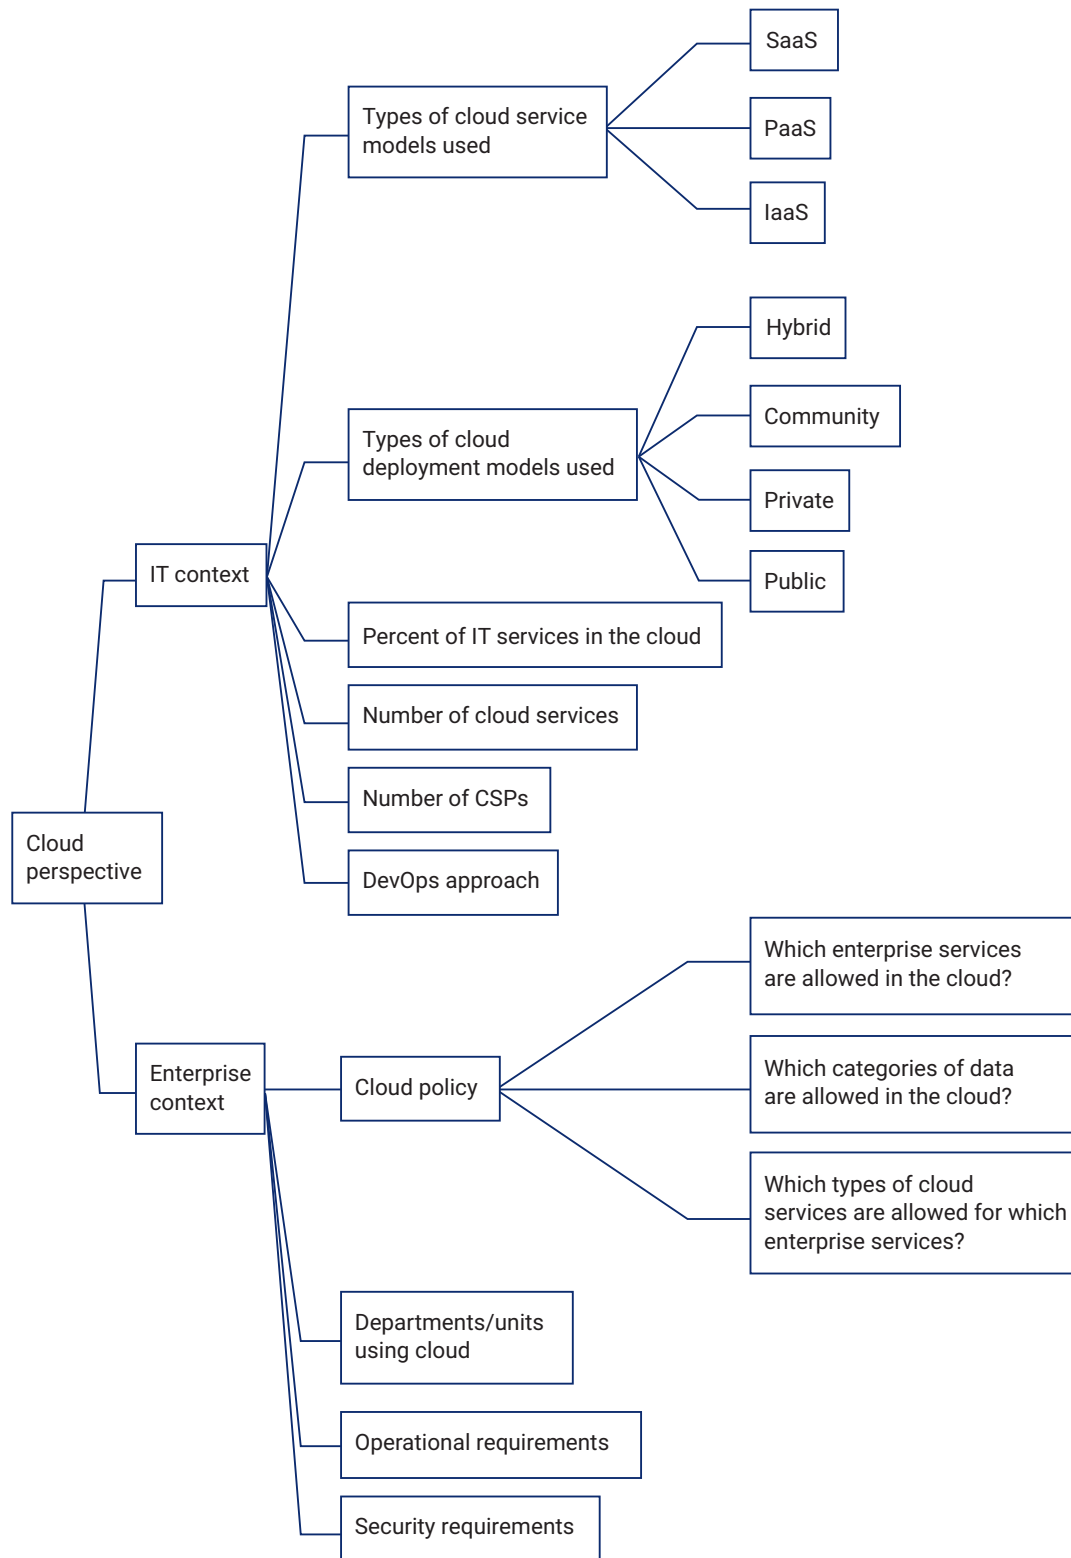 SaaS
Types of cloud service
models used
PaaS
IaaS
Hybrid
Community
Types of cloud
deployment models used
Private
Public
IT context
Percent of IT services in the cloud
Number of cloud services
Number of CSPs
Cloud
perspective
DevOps approach
Which enterprise services
are allowed in the cloud?
Enterprise
context
Cloud policy
Which categories of data
are allowed in the cloud?
Which types of cloud
services are allowed for which
enterprise services?
Departments/units
using cloud
Operational requirements
Security requirements